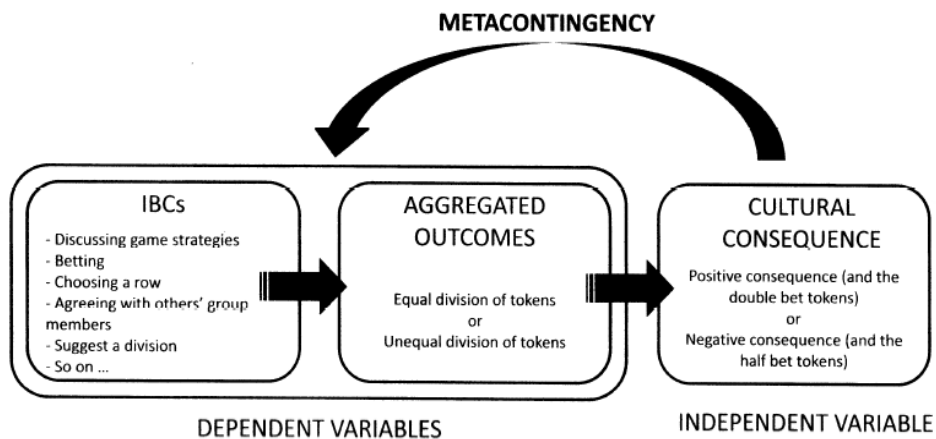 METACONTINGENCY
IBCs
- Discussing game strategies
- Betting
- Choosing a row
- Agreeing with others' group
members
- Suggest a division
- So on ...
AGGREGATED
OUTCOMES
Equal division of tokens
or
Unequal division of tokens
CULTURAL
CONSEQUENCE
Positive consequence (and the
double bet tokens)
or
Negative consequence (and the
half bet tokens)
DEPENDENT VARIABLES
INDEPENDENT VARIABLE